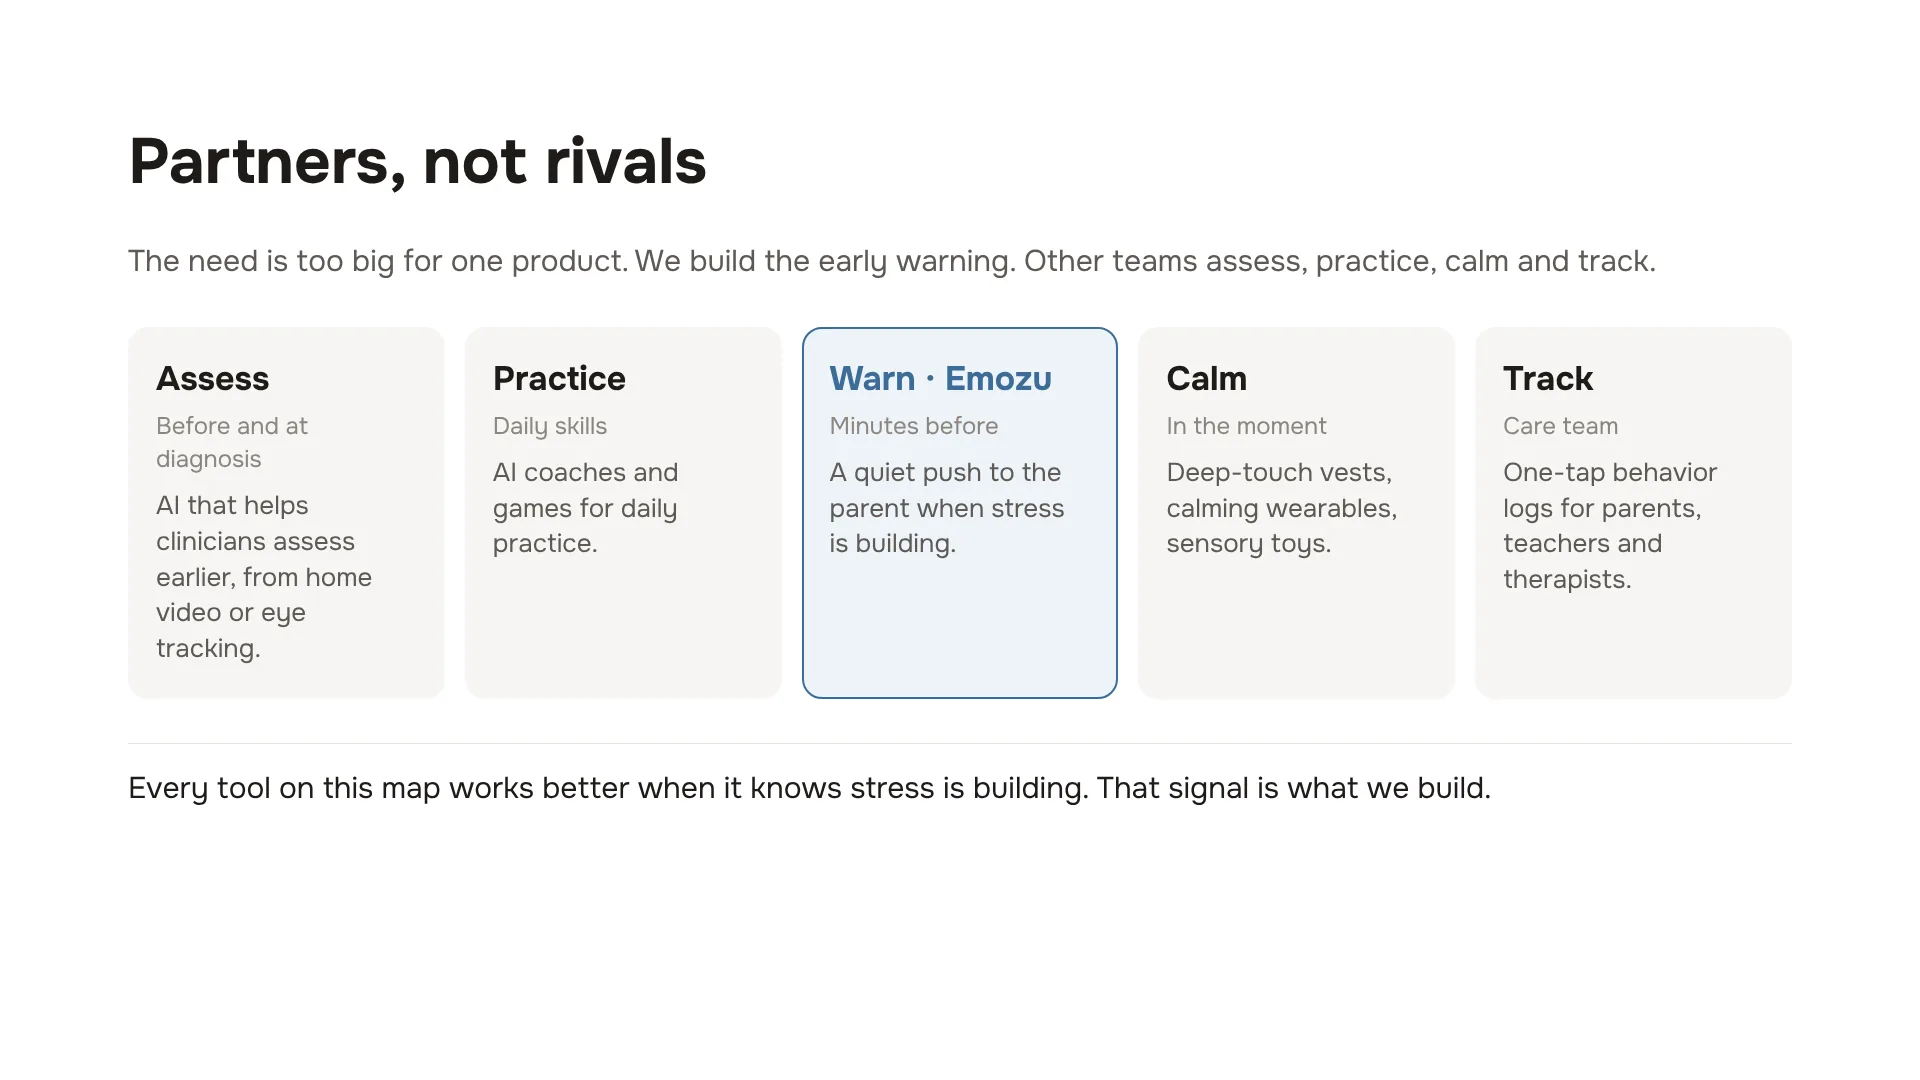 Partners, not rivals
The need is too big for one product. We build the early warning. Other teams assess, practice, calm and track.
Assess
Before and at
diagnosis
AI that helps
clinicians assess
earlier, from home
video or eye
tracking.
Practice
Daily skills
AI coaches and
games for daily
practice.
Warn · Emozu
Minutes before
A quiet push to the
parent when stress
is building.
Calm
In the moment
Deep-touch vests,
calming wearables,
sensory toys.
Track
Care team
One-tap behavior
logs for parents,
teachers and
therapists.
Every tool on this map works better when it knows stress is building. That signal is what we build.